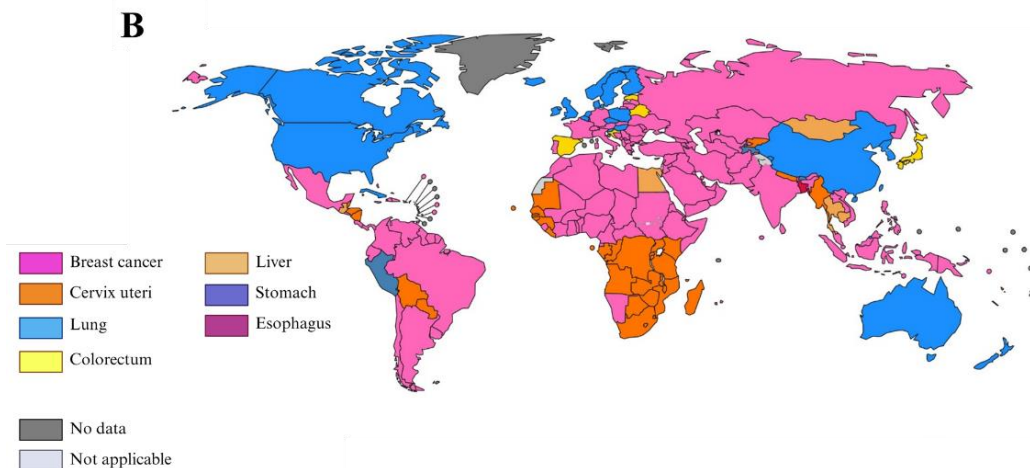 B
Breast cancer
Cervix uteri
Lung
Colorectum
Liver
Stomach
Esophagus
No data
Not applicable